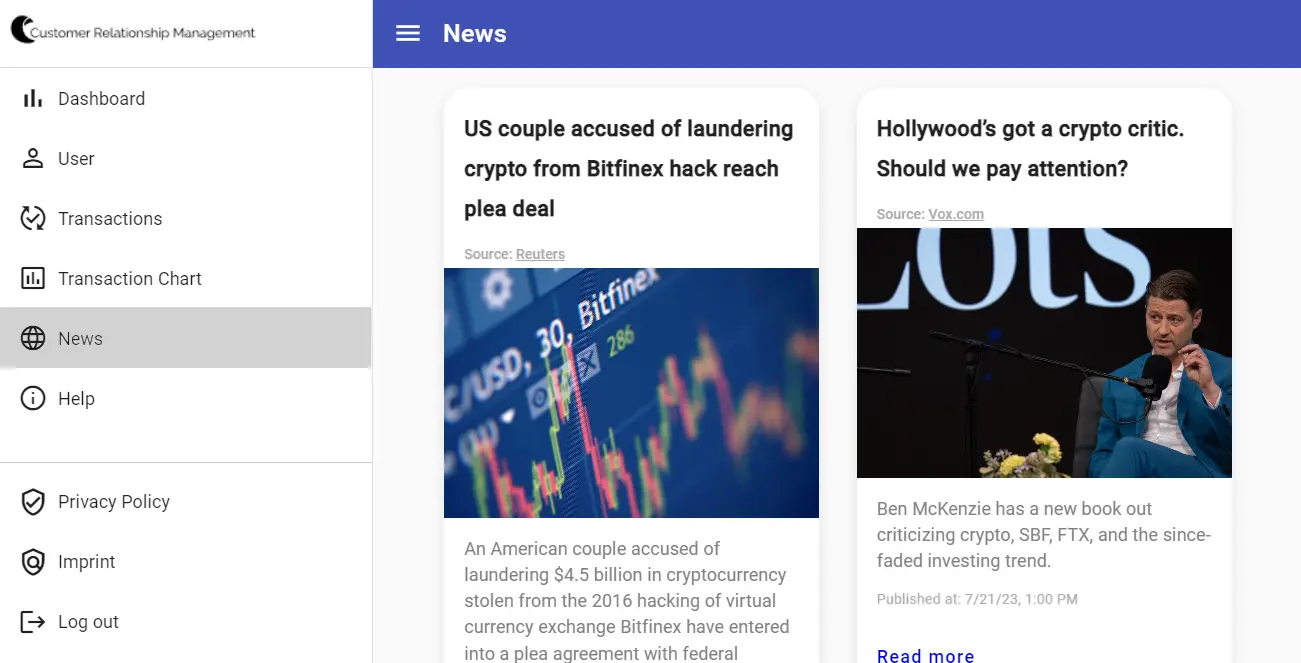 Customer Relationship Management
Dashboard
User
Transactions
Transaction Chart
News
Help
Privacy Policy
Imprint
Log out
News
US couple accused of laundering
crypto from Bitfinex hack reach
plea deal
Source: Reuters
C/USD, 30, Bitfinex
286
An American couple accused of
laundering $4.5 billion in cryptocurrency
stolen from the 2016 hacking of virtual
currency exchange Bitfinex have entered
into a plea agreement with federal
Hollywood’s got a crypto critic.
Should we pay attention?
Source: Vox.com
Lots
Ben McKenzie has a new book out
criticizing crypto, SBF, FTX, and the since-
faded investing trend.
Published at: 7/21/23, 1:00 PM
Read more